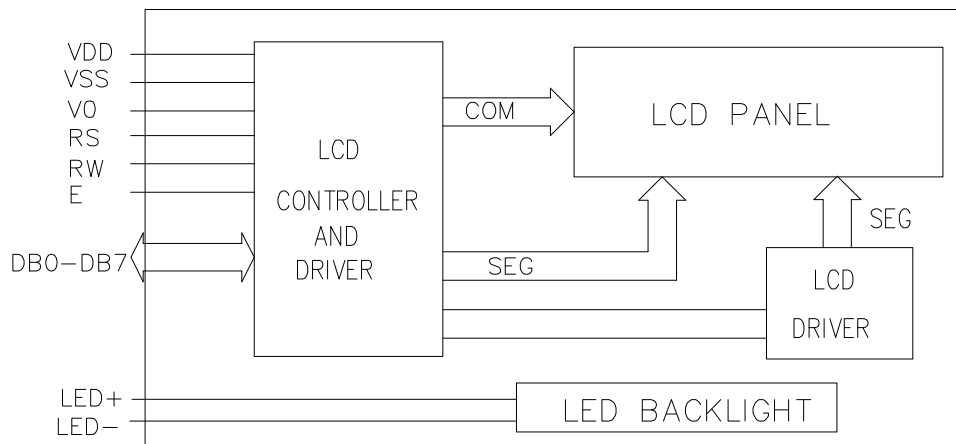 VDD
VSS
V0
RS
RW
E
DB0-DB7
LED+
LED-
LCD
CONTROLLER
AND
DRIVER
COM
SEG
LCD PANEL
SEG
LCD
DRIVER
LED BACKLIGHT